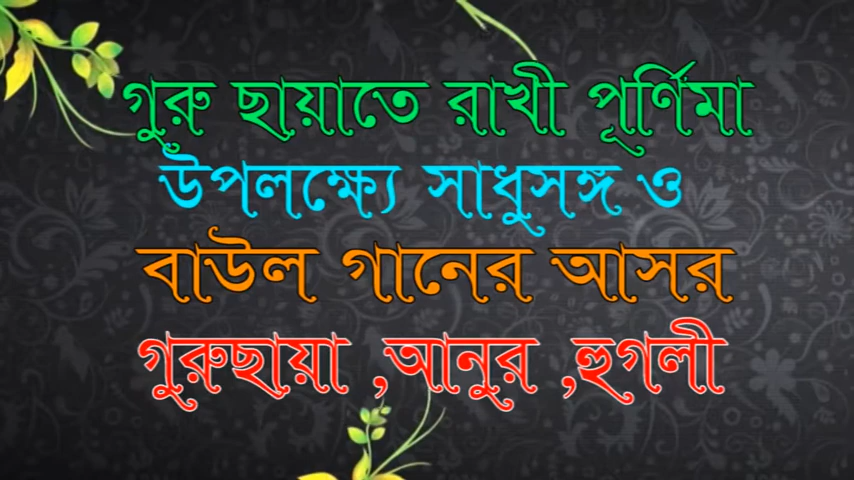 গুরু ছায়াতে রাখী পূর্ণিমা
উপলক্ষ্যে সাধুসঙ্গ ও
বাউল গানের আসর
গুরুছায়া ,আনুর ,হুগলী